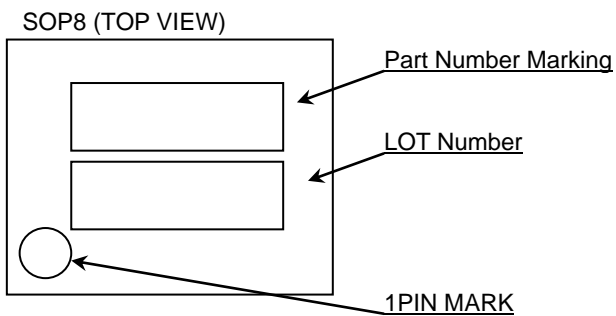 SOP8 (TOP VIEW)
Part Number Marking
LOT Number
1PIN MARK